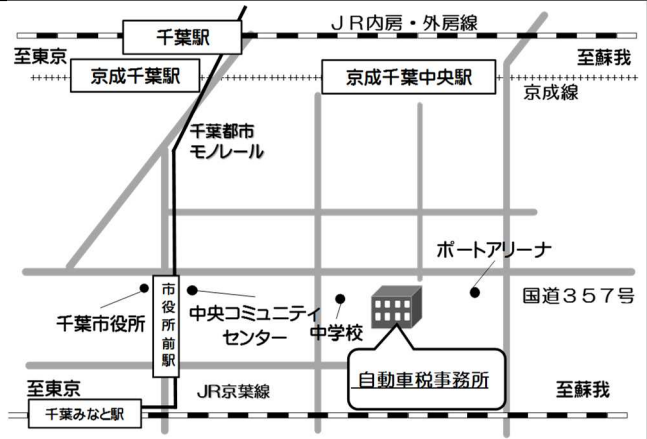 JR内房・外房線
千葉駅
至東京
至蘇我
京成千葉駅
京成千葉中央駅
京成線
千葉都市
モノレール
ポートアリーナ
国道357号
市役所前駅
千葉市役所
中央コミュニティ
センター
中学校
自動車税事務所
至東京
JR京葉線
至蘇我
千葉みなと駅